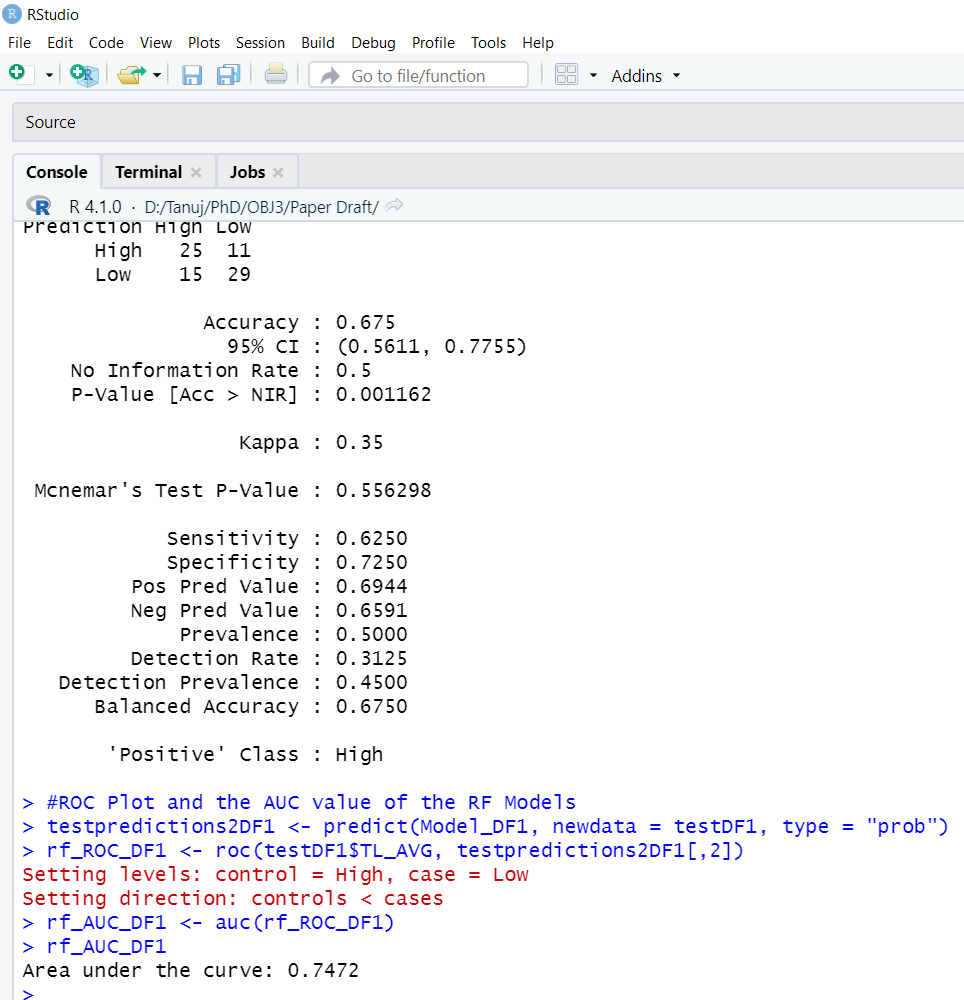 RStudio
File Edit Code View Plots Session Build Debug Profile Tools Help
Go to file/function Addins
Source
Console Terminal Jobs
R 4.1.0 · D:/Tanuj/PhD/OBJ3/Paper Draft/
Prediction High Low
High 25 11
Low 15 29
Accuracy : 0.675
95% CI : (0.5611, 0.7755)
No Information Rate : 0.5
P-Value [Acc > NIR] : 0.001162
Kappa : 0.35
Mcnemar's Test P-Value : 0.556298
Sensitivity : 0.6250
Specificity : 0.7250
Pos Pred Value : 0.6944
Neg Pred Value : 0.6591
Prevalence : 0.5000
Detection Rate : 0.3125
Detection Prevalence : 0.4500
Balanced Accuracy : 0.6750
'Positive' Class : High
> #ROC Plot and the AUC value of the RF Models
> testpredictions2DF1 <- predict(Model_DF1, newdata = testDF1, type = "prob")
> rf_ROC_DF1 <- roc(testDF1$TL_AVG, testpredictions2DF1[,2])
Setting levels: control = High, case = Low
Setting direction: controls < cases
> rf_AUC_DF1 <- auc(rf_ROC_DF1)
> rf_AUC_DF1
Area under the curve: 0.7472
>